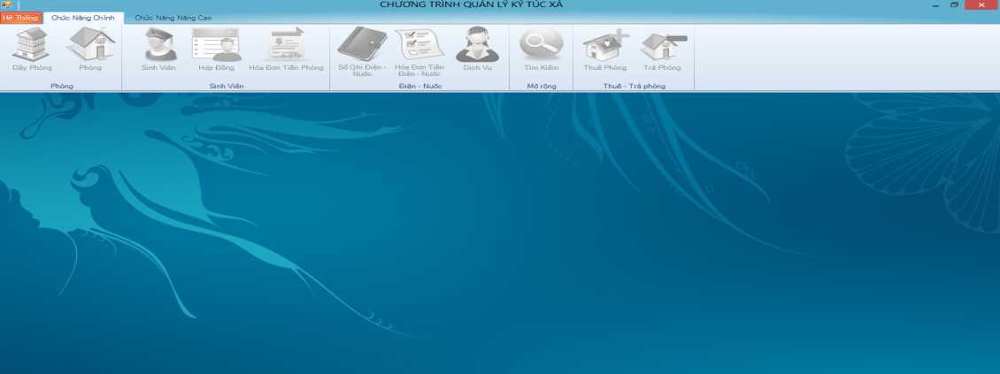 CHƯƠNG TRÌNH QUẢN LÝ KÝ TÚC XÁ
Hệ Thống Chức Năng Chính Chức Năng Nâng Cao
Dãy Phòng Phòng Sinh Viên Hợp Đồng Hóa Đơn Tiền Phòng Sổ Ghi Điện - Hóa Đơn Tiền Dịch Vụ Tìm Kiếm Thuê Phòng Trả Phòng
Nước Điện - Nước
Phòng Sinh Viên Điện - Nước Mở rộng Thuê - Trả phòng